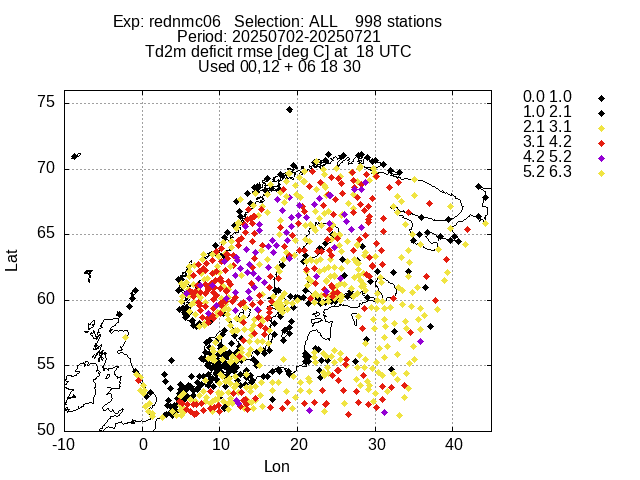 Exp: rednmc06   Selection: ALL    998 stations
Period: 20250702-20250721
Td2m deficit rmse [deg C] at  18 UTC
Used 00,12 + 06 18 30
0.0 1.0
1.0 2.1
2.1 3.1
3.1 4.2
4.2 5.2
5.2 6.3
75
70
65
60
55
50
Lat
-10 0 10 20 30 40
Lon